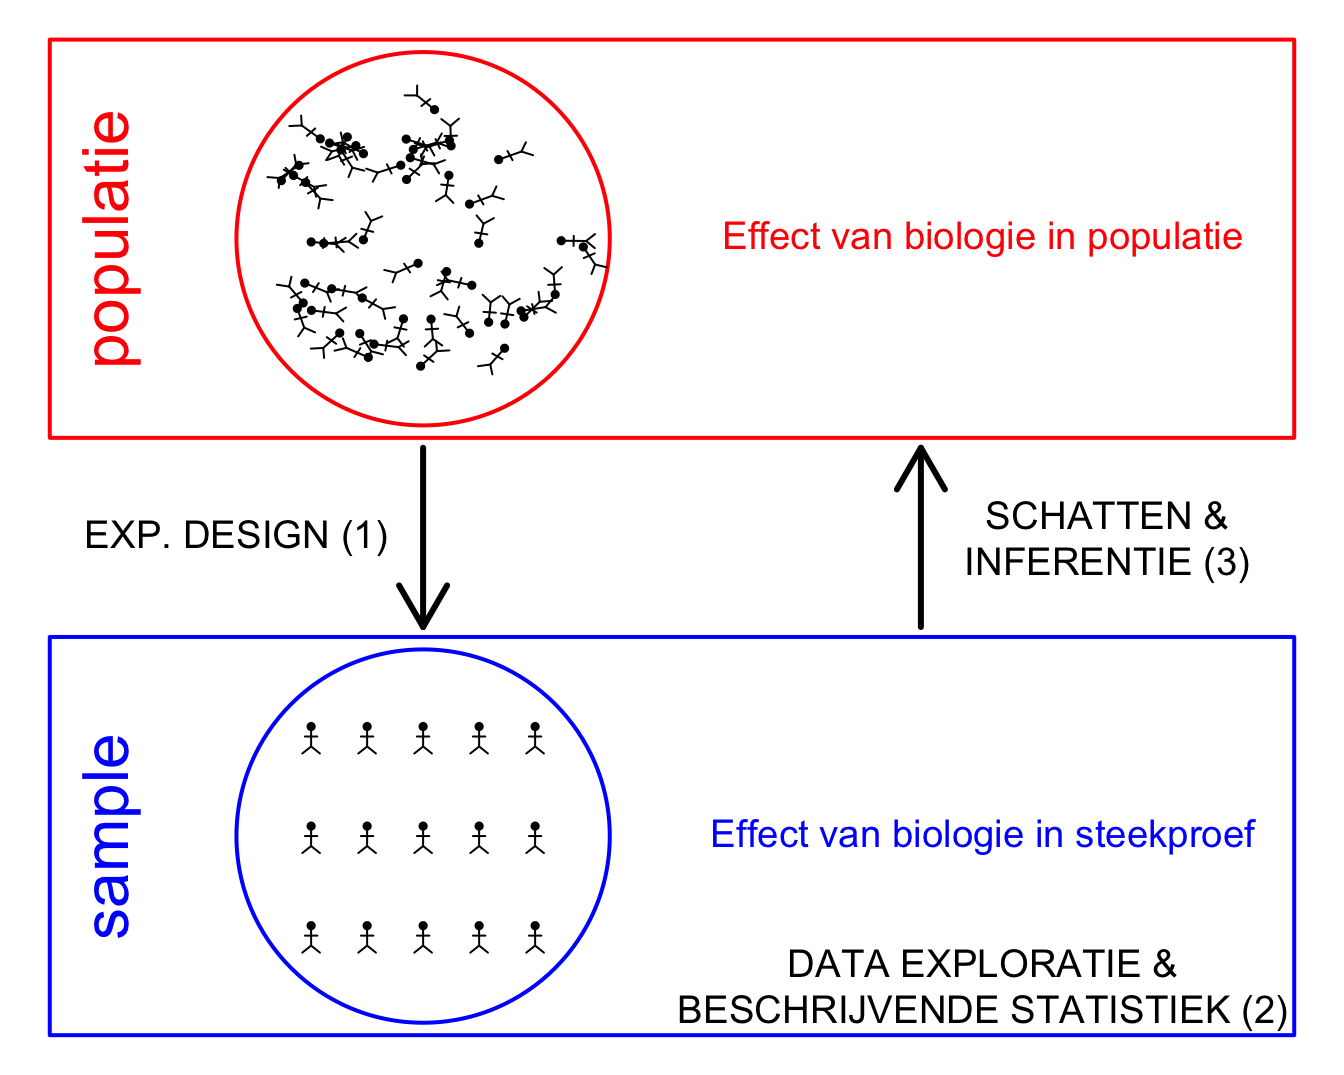 populatie
Effect van biologie in populatie
EXP. DESIGN (1)
SCHATTEN &
INFERENTIE (3)
sample
Effect van biologie in steekproef
DATA EXPLORATIE &
BESCHRIJVENDE STATISTIEK (2)